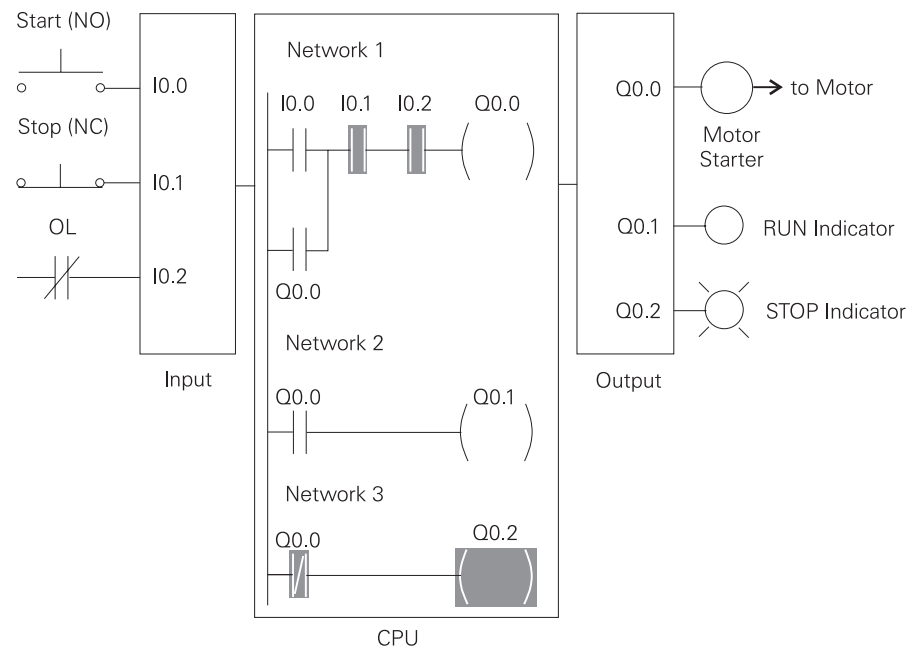 Start (NO)
I0.0
Stop (NC)
I0.1
OL
I0.2
Input
Network 1
I0.0 I0.1 I0.2 Q0.0
Q0.0
Network 2
Q0.0 Q0.1
Network 3
Q0.0 Q0.2
CPU
Q0.0 to Motor
Motor
Starter
Q0.1 RUN Indicator
Q0.2 STOP Indicator
Output